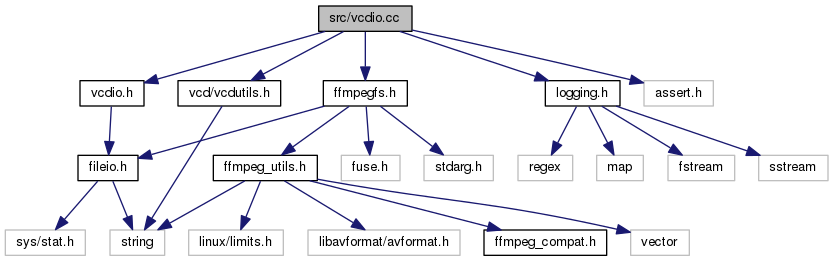 src/vcdio.cc
vcdio.h
vcd/vcdutils.h
ffmpegfs.h
logging.h
assert.h
fileio.h
ffmpeg_utils.h
fuse.h
stdarg.h
regex
map
fstream
sstream
sys/stat.h
string
linux/limits.h
libavformat/avformat.h
ffmpeg_compat.h
vector